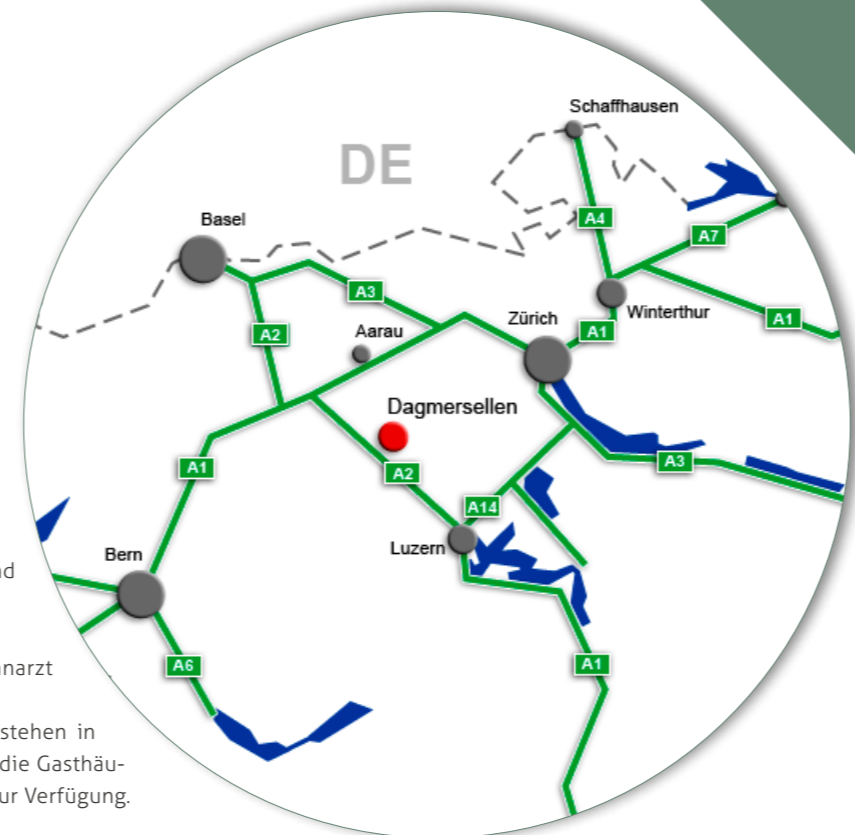 Schaffhausen
DE
A4
Basel
A7
A3
Winterthur
Zürich
A1
A1
A2
Aarau
Dagmersellen
A1
A2
A3
A14
Luzern
Bern
A6
A1
narzt
stehen in
die Gasthäu-
ur Verfügung.